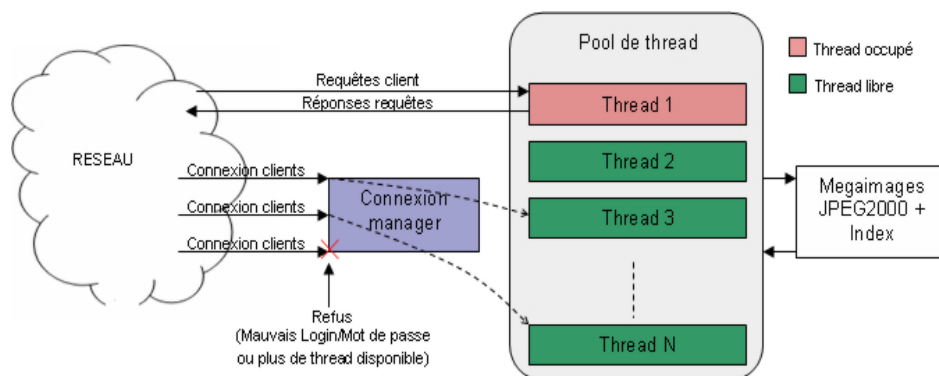 Pool de thread
Thread occupé
Thread libre
Requêtes client
Réponses requêtes
Thread 1
RESEAU
Thread 2
Connexion clients
Connexion clients
Connexion clients
Connexion
manager
Thread 3
Megaimages
JPEG2000 +
Index
Refus
(Mauvais Login/Mot de passe
ou plus de thread disponible)
Thread N